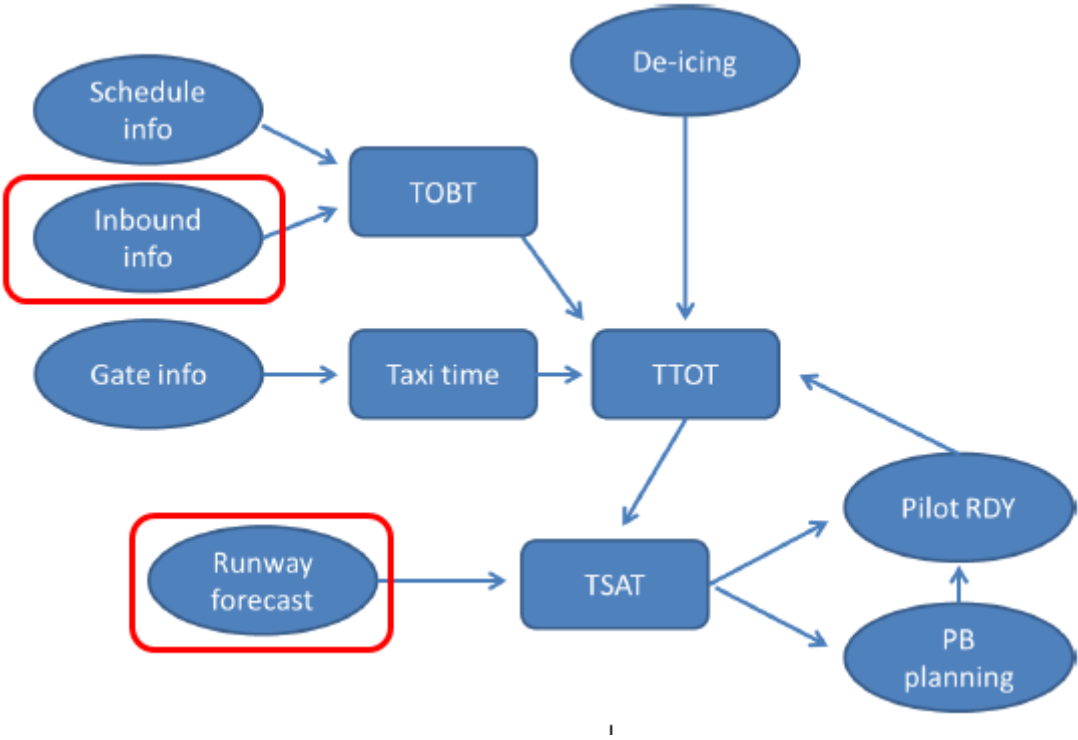 De-icing
Schedule
info
TOBT
Inbound
info
Gate info
Taxi time
TTOT
Pilot RDY
Runway
forecast
TSAT
PB
planning